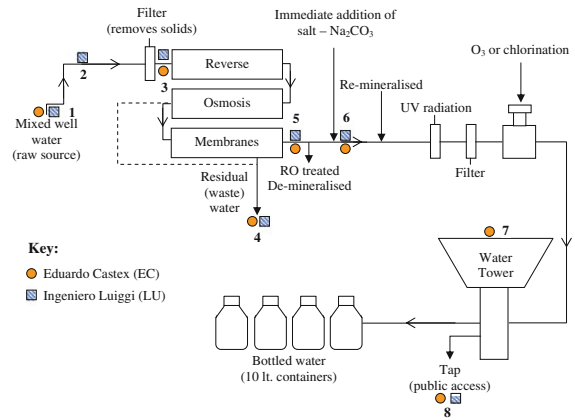 Filter
(removes solids)
Immediate addition of
salt – Na2CO3
O3 or chlorination
2
3
Reverse
Re-mineralised
UV radiation
1
Mixed well
water
(raw source)
Osmosis
5
6
Membranes
RO treated
De-mineralised
Filter
Residual
(waste)
water
4
7
Water
Tower
Key:
Eduardo Castex (EC)
Ingeniero Luiggi (LU)
Bottled water
(10 lt. containers)
Tap
(public access)
8